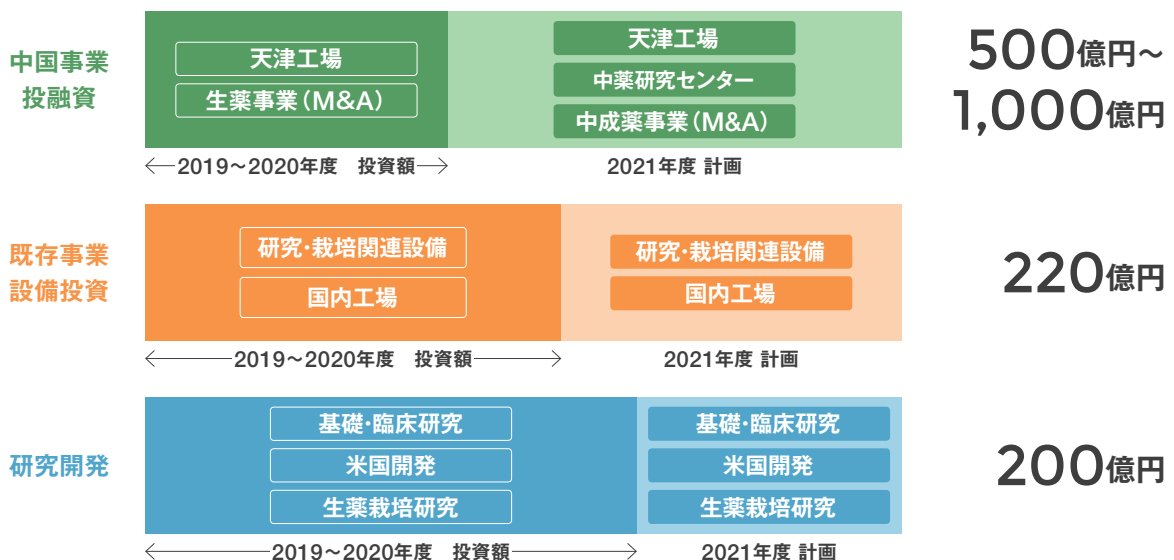 中国事業
投融資
天津工場
生薬事業（M&A）
天津工場
中薬研究センター
中成薬事業（M&A）
500億円～
1,000億円
2019～2020年度　投資額
2021年度 計画
既存事業
設備投資
研究・栽培関連設備
国内工場
研究・栽培関連設備
国内工場
220億円
2019～2020年度　投資額
2021年度 計画
研究開発
基礎・臨床研究
米国開発
生薬栽培研究
基礎・臨床研究
米国開発
生薬栽培研究
200億円
2019～2020年度　投資額
2021年度 計画